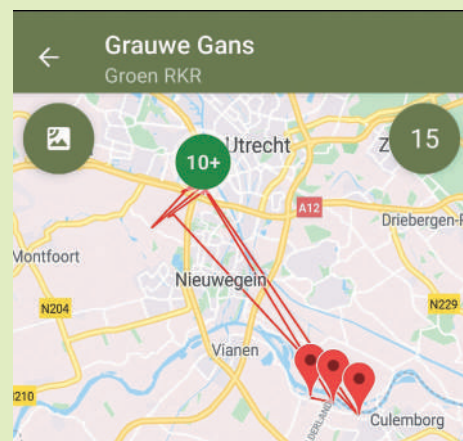 Grauwe Gans
Groen RKR
10+
Utrecht
15
A12
Driebergen-
Montfoort
Nieuwegein
N204
N229
Vianen
210
Culemborg